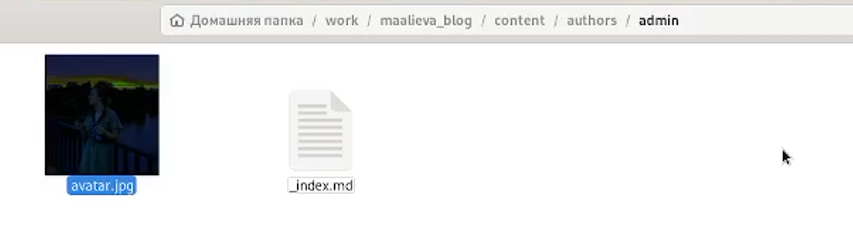 Домашняя папка / work / maalieva_blog / content / authors / admin
avatar.jpg
_index.md